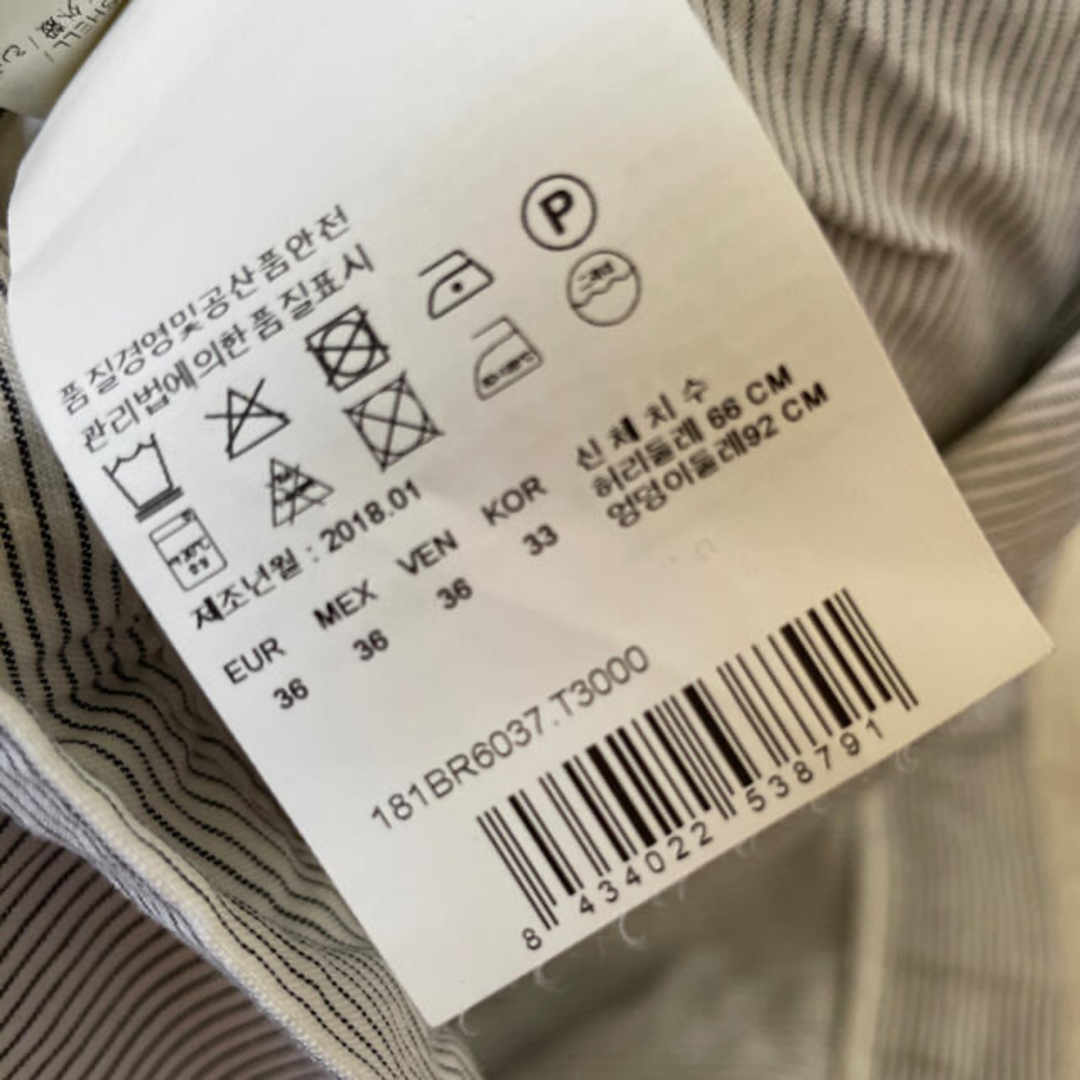 품질경영및공산품안전
관리법에의한품질표시
P
제조년월 : 2018.01
EUR MEX VEN KOR
36 36 36 33
신 체 치 수
허리둘레 66 CM
엉덩이둘레92 CM
181BR6037.T3000
8 434022 538791